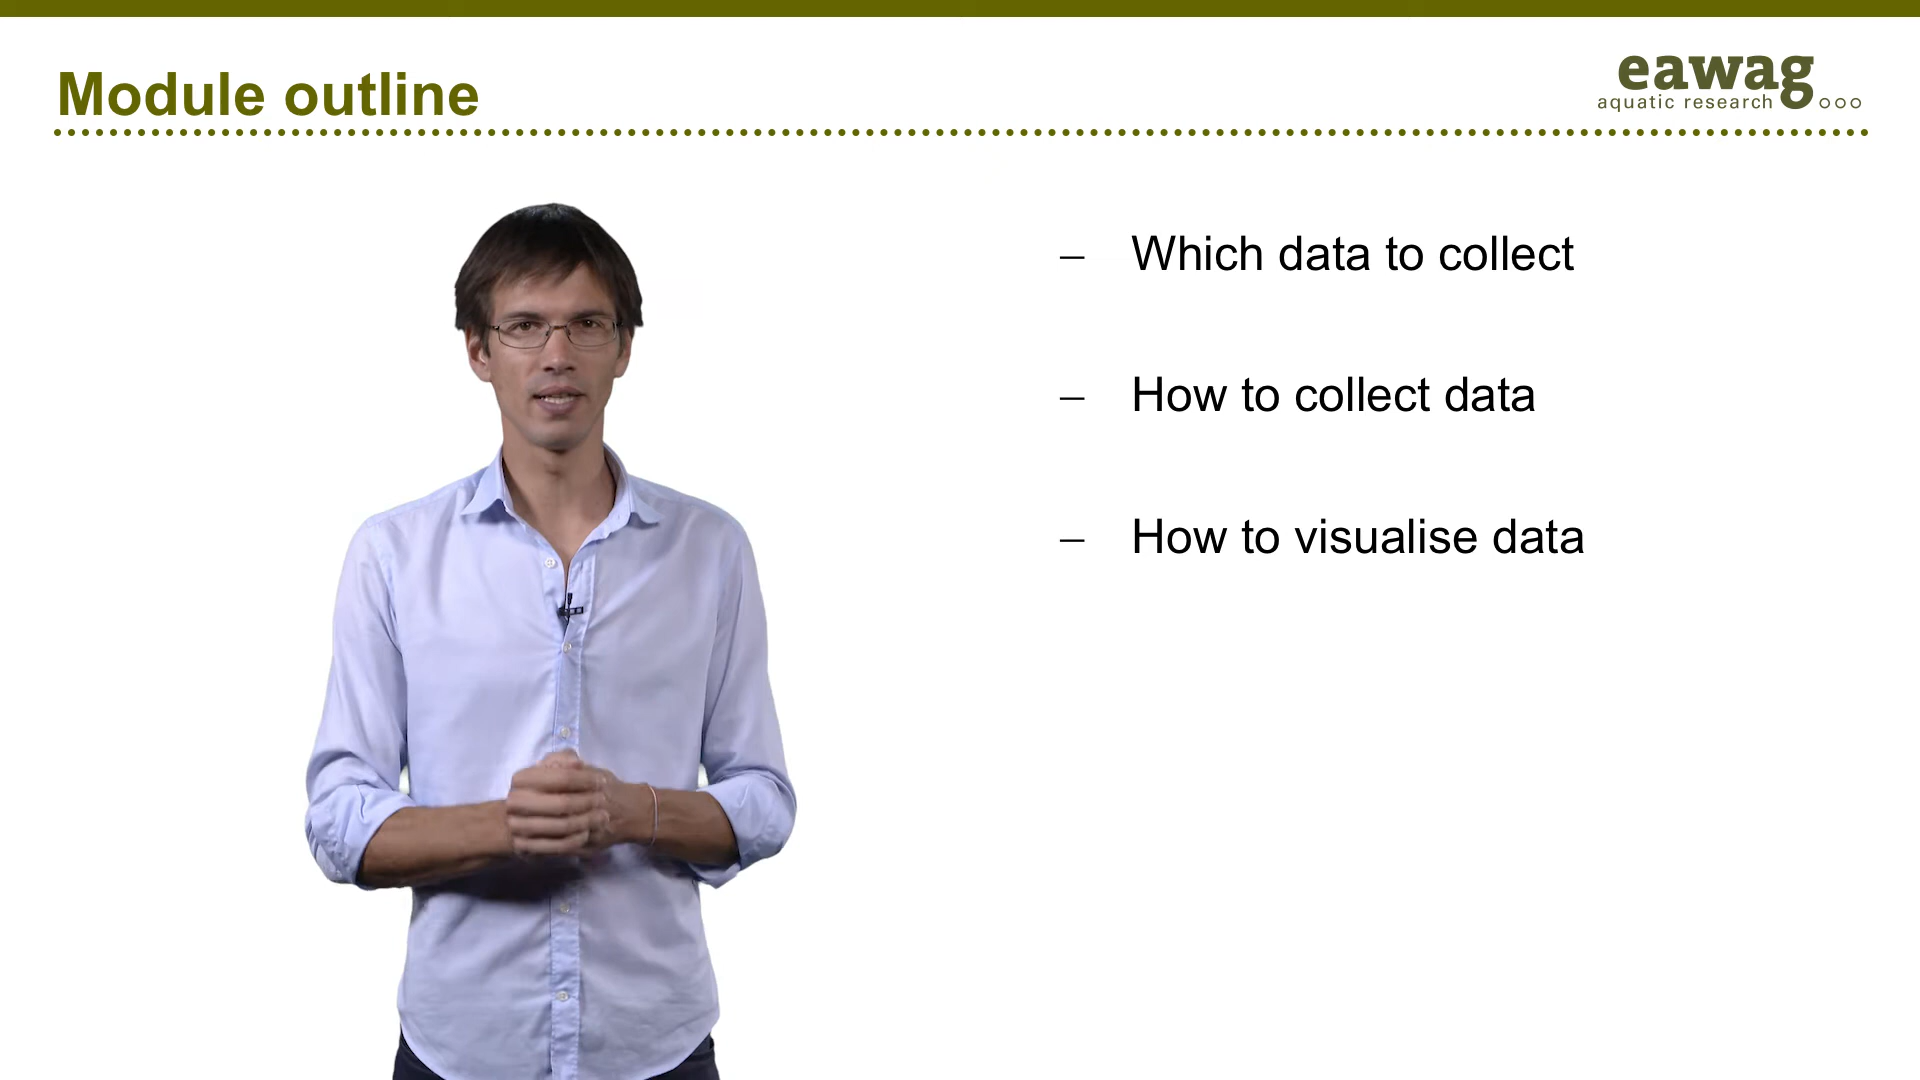 Module outline
eawag
aquatic research
– Which data to collect
– How to collect data
– How to visualise data